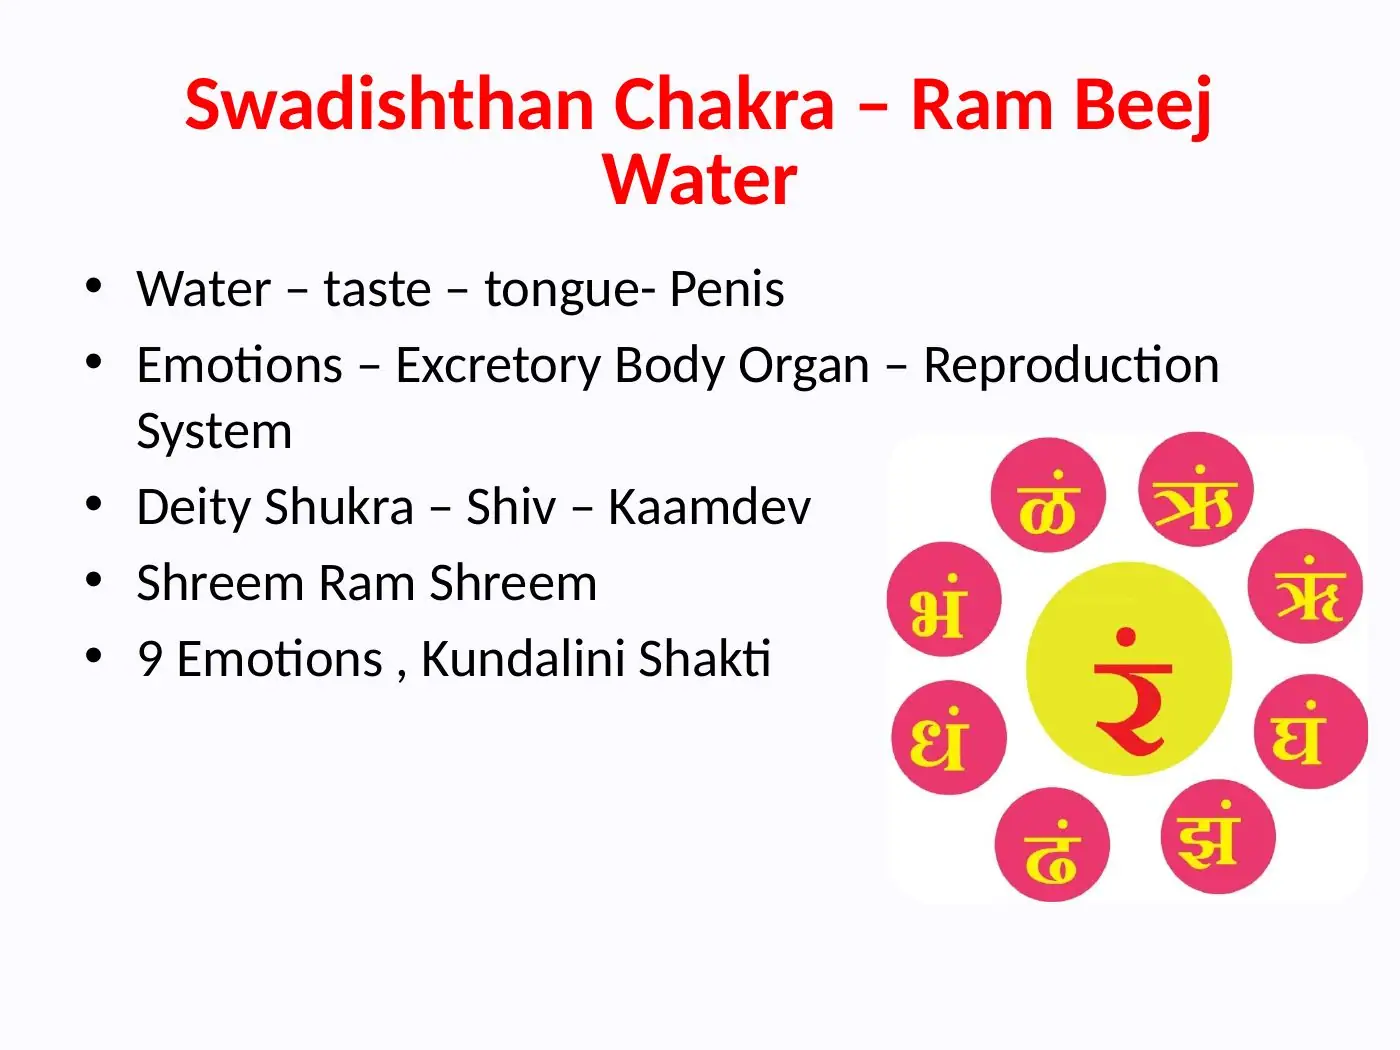 Swadishthan Chakra – Ram Beej
Water
• Water – taste – tongue- Penis
• Emotions – Excretory Body Organ – Reproduction
System
• Deity Shukra – Shiv – Kaamdev
• Shreem Ram Shreem
• 9 Emotions , Kundalini Shakti
ळं
ऋं
भं
ॠं
रं
धं
घं
ढं
झं